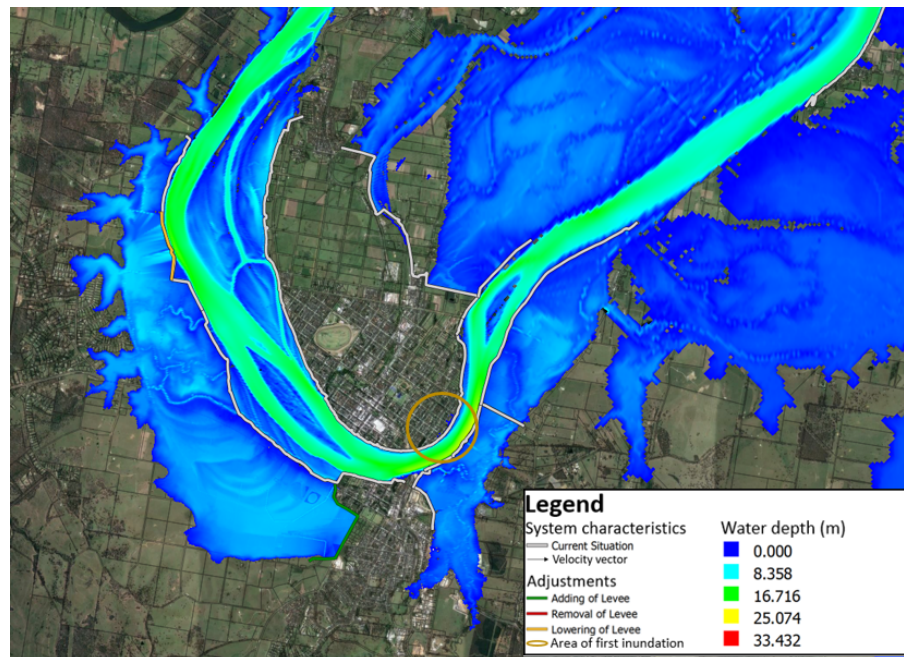 Legend
System characteristics
Current Situation
Velocity vector
Adjustments
Adding of Levee
Removal of Levee
Lowering of Levee
Area of first inundation
Water depth (m)
0.000
8.358
16.716
25.074
33.432